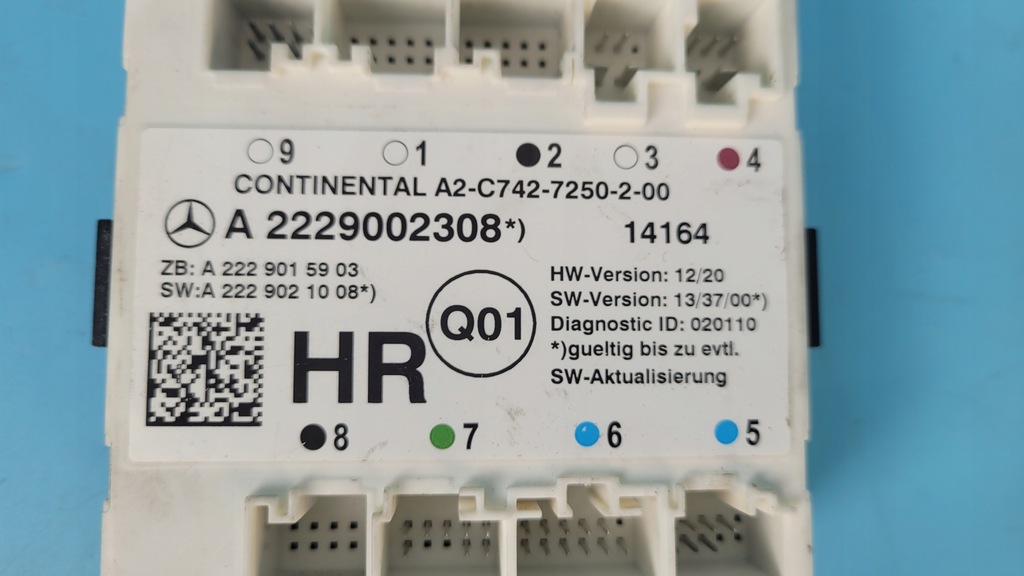 9 1 2 3 4
CONTINENTAL A2-C742-7250-2-00
A 2229002308*) 14164
ZB: A 222 901 59 03
SW:A 222 902 10 08*)
HR
Q01
HW-Version: 12/20
SW-Version: 13/37/00*)
Diagnostic ID: 020110
*)gueltig bis zu evtl.
SW-Aktualisierung
8 7 6 5